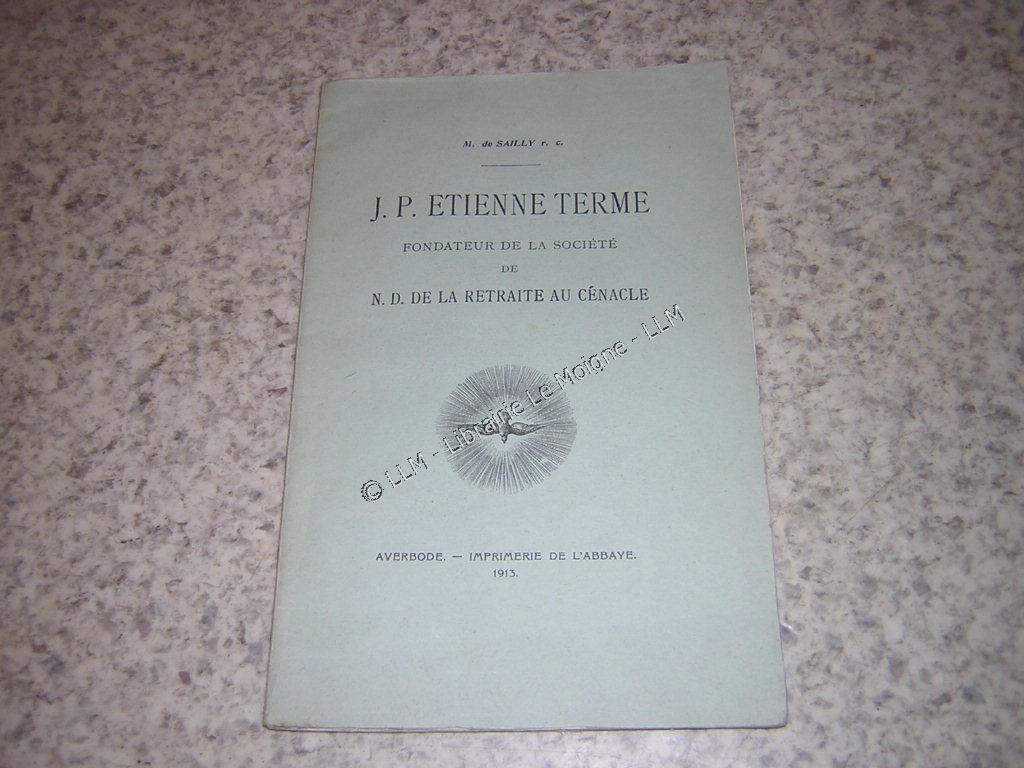 M. de SAILLY r. c.
J. P. ETIENNE TERME
FONDATEUR DE LA SOCIÉTÉ
DE
N. D. DE LA RETRAITE AU CÉNACLE
© LLM - Librairie Le Moigne - LLM
AVERBODE. — IMPRIMERIE DE L'ABBAYE.
1913.